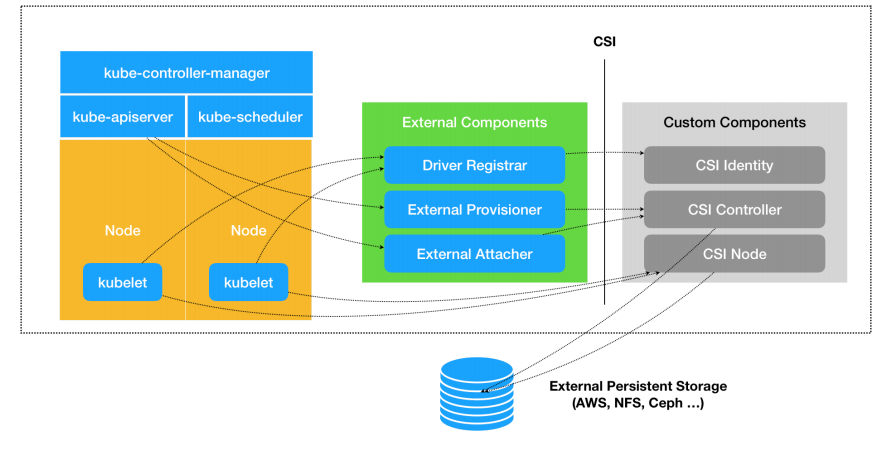 CSI
kube-controller-manager
kube-apiserver
kube-scheduler
Node
Node
kubelet
kubelet
External Components
Driver Registrar
External Provisioner
External Attacher
Custom Components
CSI Identity
CSI Controller
CSI Node
External Persistent Storage
(AWS, NFS, Ceph ...)